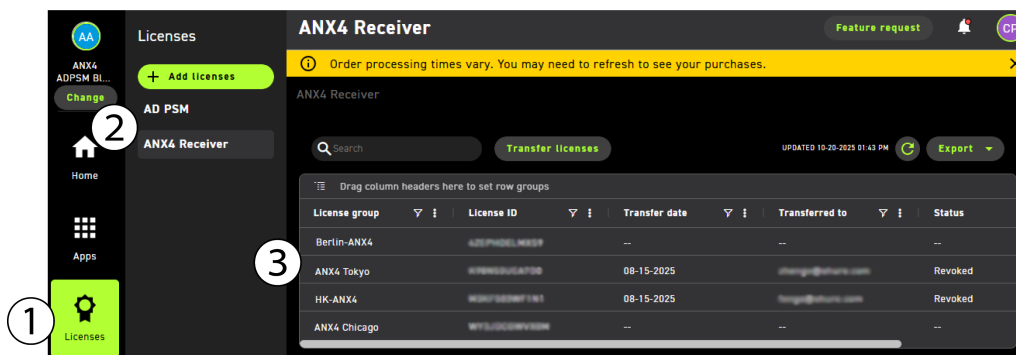 AA
ANX4
ADPSM BL...
Change
Home
Apps
Licenses
1
2
3
Licenses
+ Add licenses
AD PSM
ANX4 Receiver
ANX4 Receiver
Feature request
CP
Order processing times vary. You may need to refresh to see your purchases.
ANX4 Receiver
Search
Transfer licenses
UPDATED 10-20-2025 01:43 PM
Export
Drag column headers here to set row groups
License group License ID Transfer date Transferred to Status
Berlin-ANX4 -- -- --
ANX4 Tokyo 08-15-2025 Revoked
HK-ANX4 08-15-2025 Revoked
ANX4 Chicago -- -- --